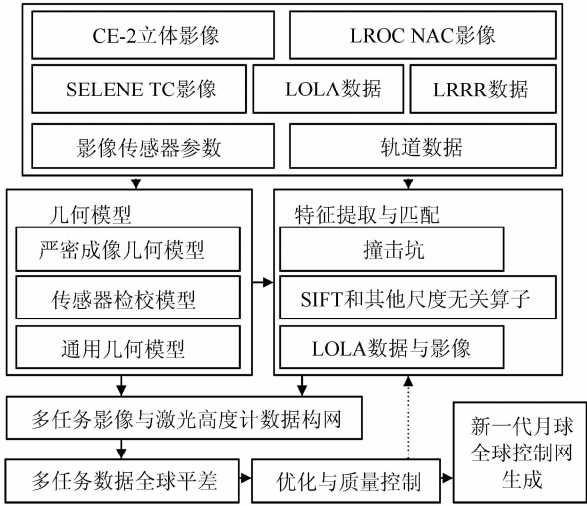 CE-2立体影像
LROC NAC影像
SELENE TC影像
LOLA数据
LRRR数据
影像传感器参数
轨道数据
几何模型
严密成像几何模型
传感器检校模型
通用几何模型
特征提取与匹配
撞击坑
SIFT和其他尺度无关算子
LOLA数据与影像
多任务影像与激光高度计数据构网
多任务数据全球平差
优化与质量控制
新一代月球
全球控制网
生成